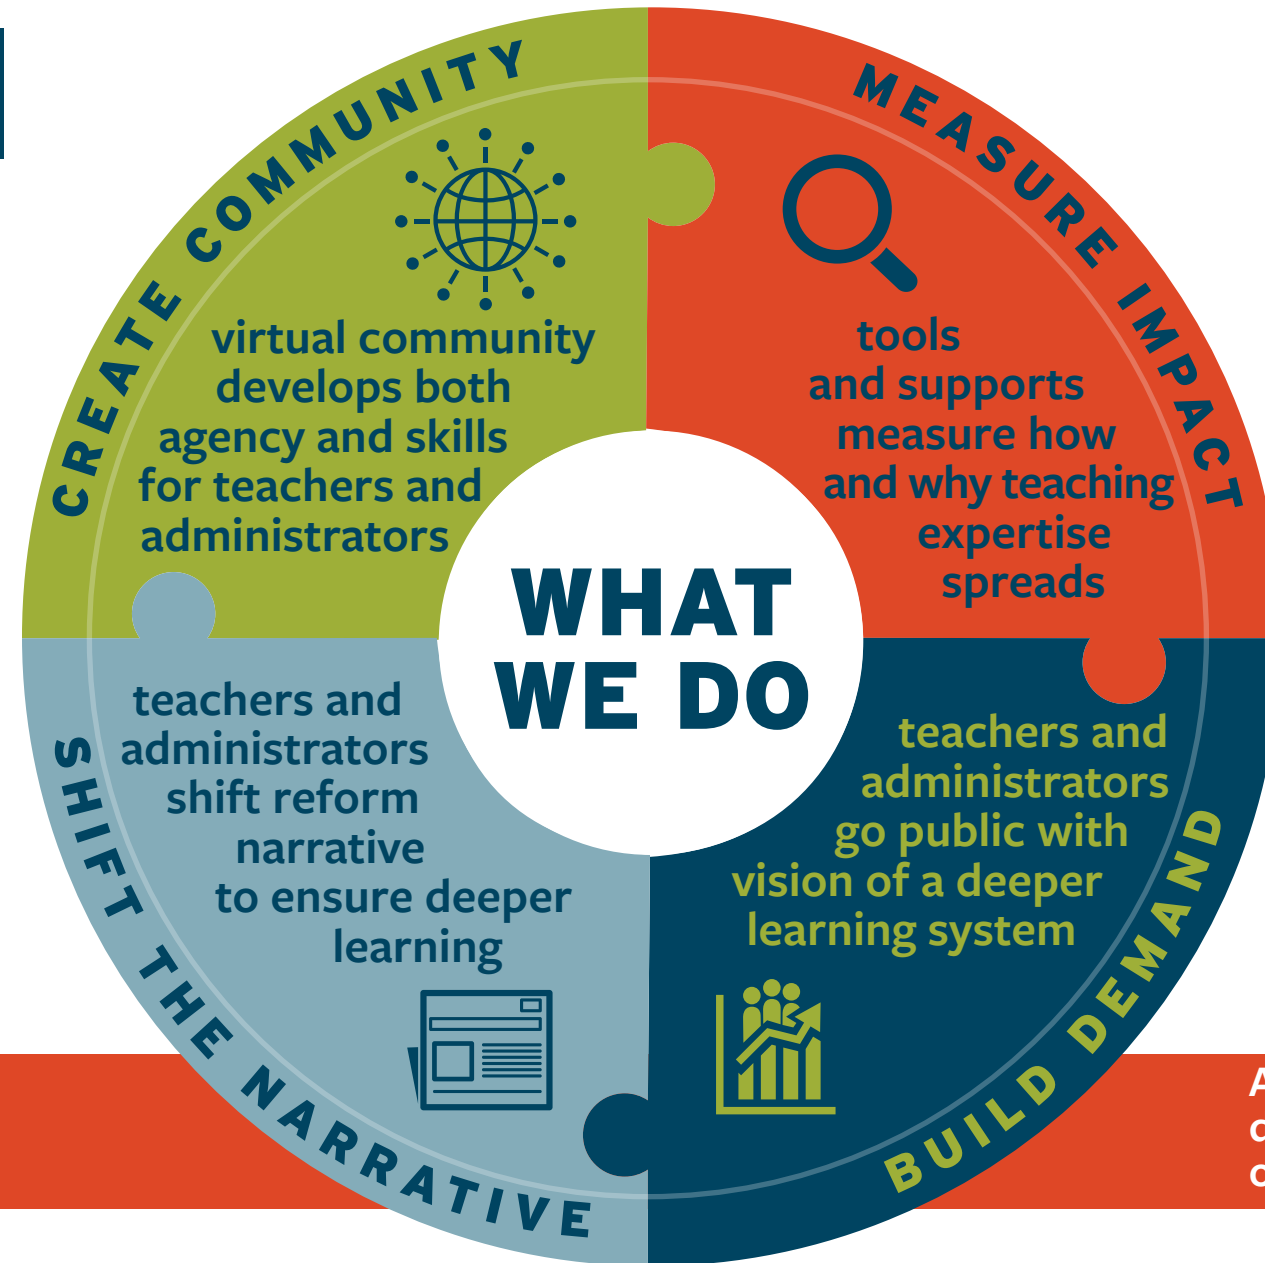 CREATE COMMUNITY
virtual community
develops both
agency and skills
for teachers and
administrators
MEASURE IMPACT
tools
and supports
measure how
and why teaching
expertise
spreads
WHAT
WE DO
SHIFT THE NARRATIVE
teachers and
administrators
shift reform
narrative
to ensure deeper
learning
BUILD DEMAND
teachers and
administrators
go public with
vision of a deeper
learning system